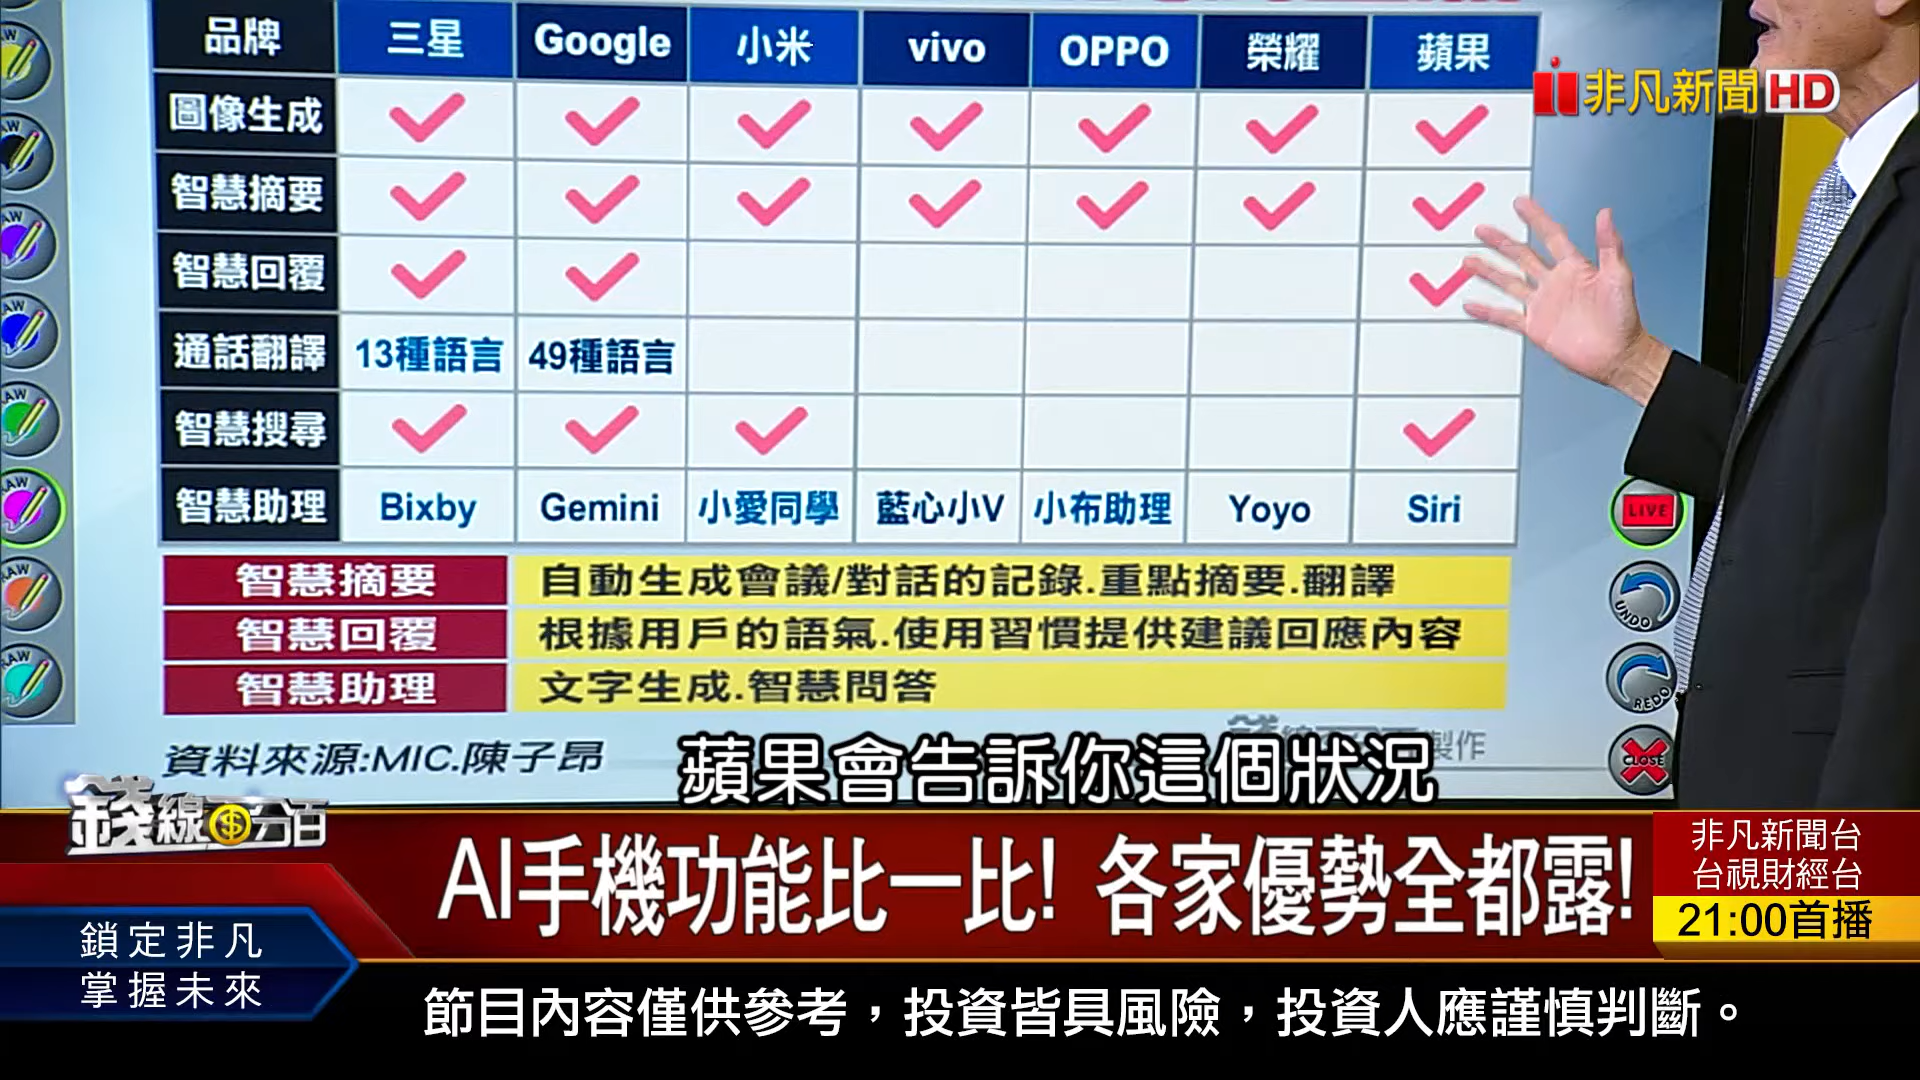 品牌 三星 Google 小米 vivo OPPO 榮耀 蘋果
非凡新聞HD
圖像生成
智慧摘要
智慧回覆
通話翻譯 13種語言 49種語言
智慧搜尋
智慧助理 Bixby Gemini 小愛同學 藍心小V 小布助理 Yoyo Siri
LIVE
UNDO
REDO
CLOSE
智慧摘要 自動生成會議/對話的記錄.重點摘要.翻譯
智慧回覆 根據用戶的語氣.使用習慣提供建議回應內容
智慧助理 文字生成.智慧問答
資料來源:MIC.陳子昂
製作
蘋果會告訴你這個狀況
錢線百分百
AI手機功能比一比! 各家優勢全都露!
非凡新聞台
台視財經台
21:00首播
鎖定非凡
掌握未來
節目內容僅供參考，投資皆具風險，投資人應謹慎判斷。